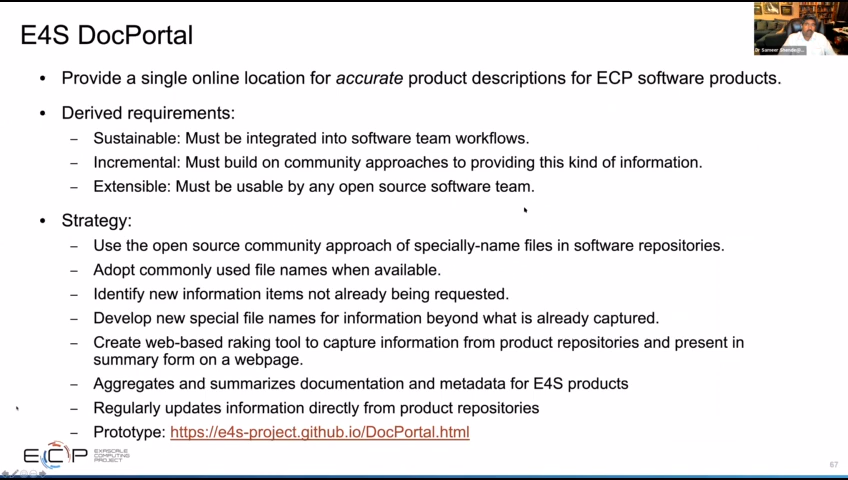 E4S DocPortal
• Provide a single online location for accurate product descriptions for ECP software products.
• Derived requirements:
– Sustainable: Must be integrated into software team workflows.
– Incremental: Must build on community approaches to providing this kind of information.
– Extensible: Must be usable by any open source software team.
• Strategy:
– Use the open source community approach of specially-name files in software repositories.
– Adopt commonly used file names when available.
– Identify new information items not already being requested.
– Develop new special file names for information beyond what is already captured.
– Create web-based raking tool to capture information from product repositories and present in
summary form on a webpage.
– Aggregates and summarizes documentation and metadata for E4S products
– Regularly updates information directly from product repositories
– Prototype: https://e4s-project.github.io/DocPortal.html
ECP
EXASCALE
COMPUTING
PROJECT
67
Dr Sameer